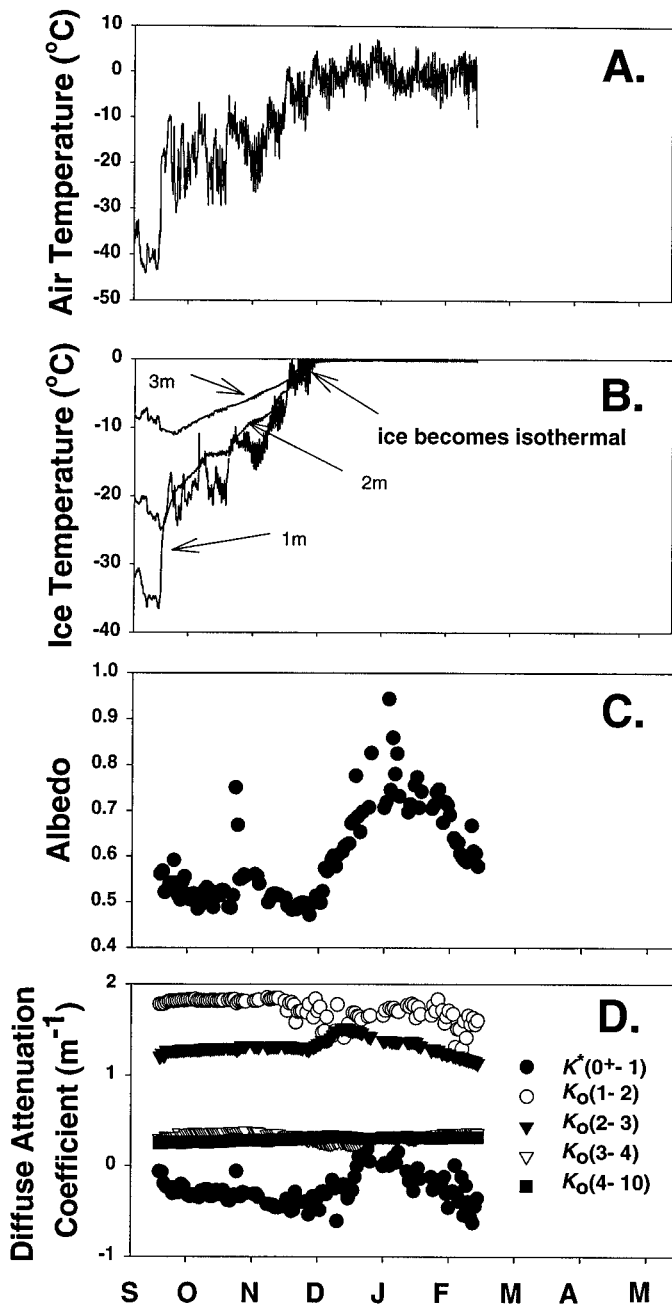 Air Temperature (°C)
10
0
-10
-20
-30
-40
-50
A.
Ice Temperature (°C)
0
-10
-20
-30
-40
3m
B.
ice becomes isothermal
2m
1m
Albedo
1.0
0.9
0.8
0.7
0.6
0.5
0.4
C.
Diffuse Attenuation
Coefficient (m⁻¹)
2
1
0
-1
D.
K*(0⁺- 1)
Ko(1- 2)
Ko(2- 3)
Ko(3- 4)
Ko(4- 10)
S O N D J F M A M